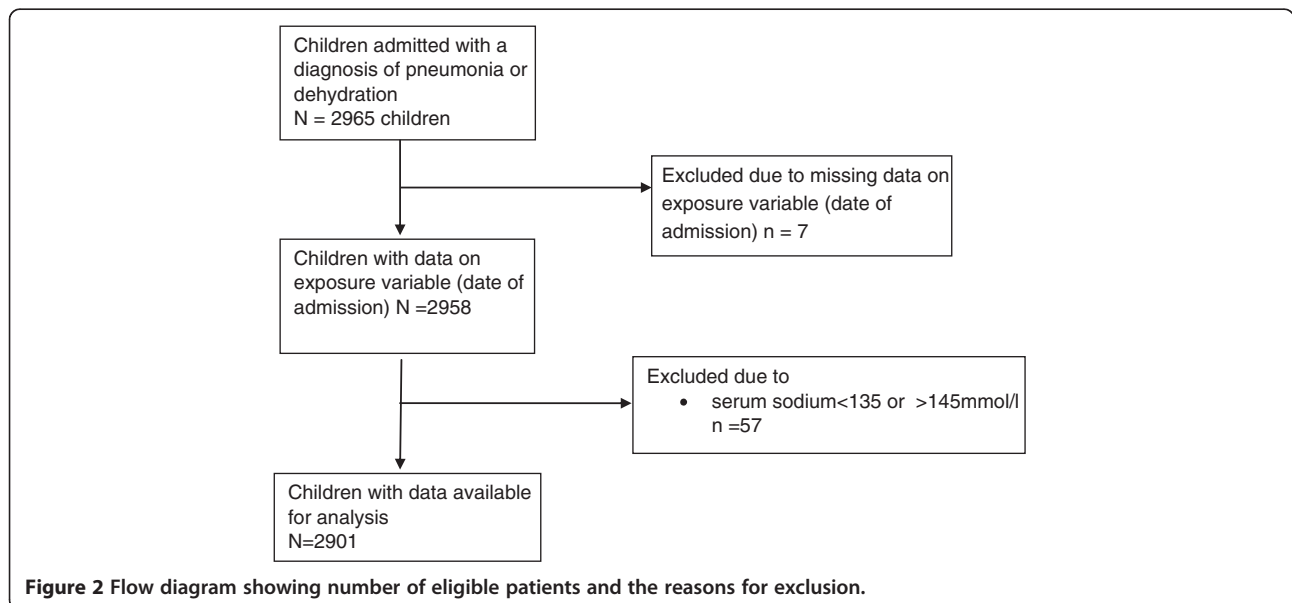 Children admitted with a
diagnosis of pneumonia or
dehydration
N = 2965 children
Excluded due to missing data on
exposure variable (date of
admission) n = 7
Children with data on
exposure variable (date of
admission) N =2958
Excluded due to
• serum sodium<135 or >145mmol/l
n =57
Children with data available
for analysis
N=2901
Figure 2 Flow diagram showing number of eligible patients and the reasons for exclusion.